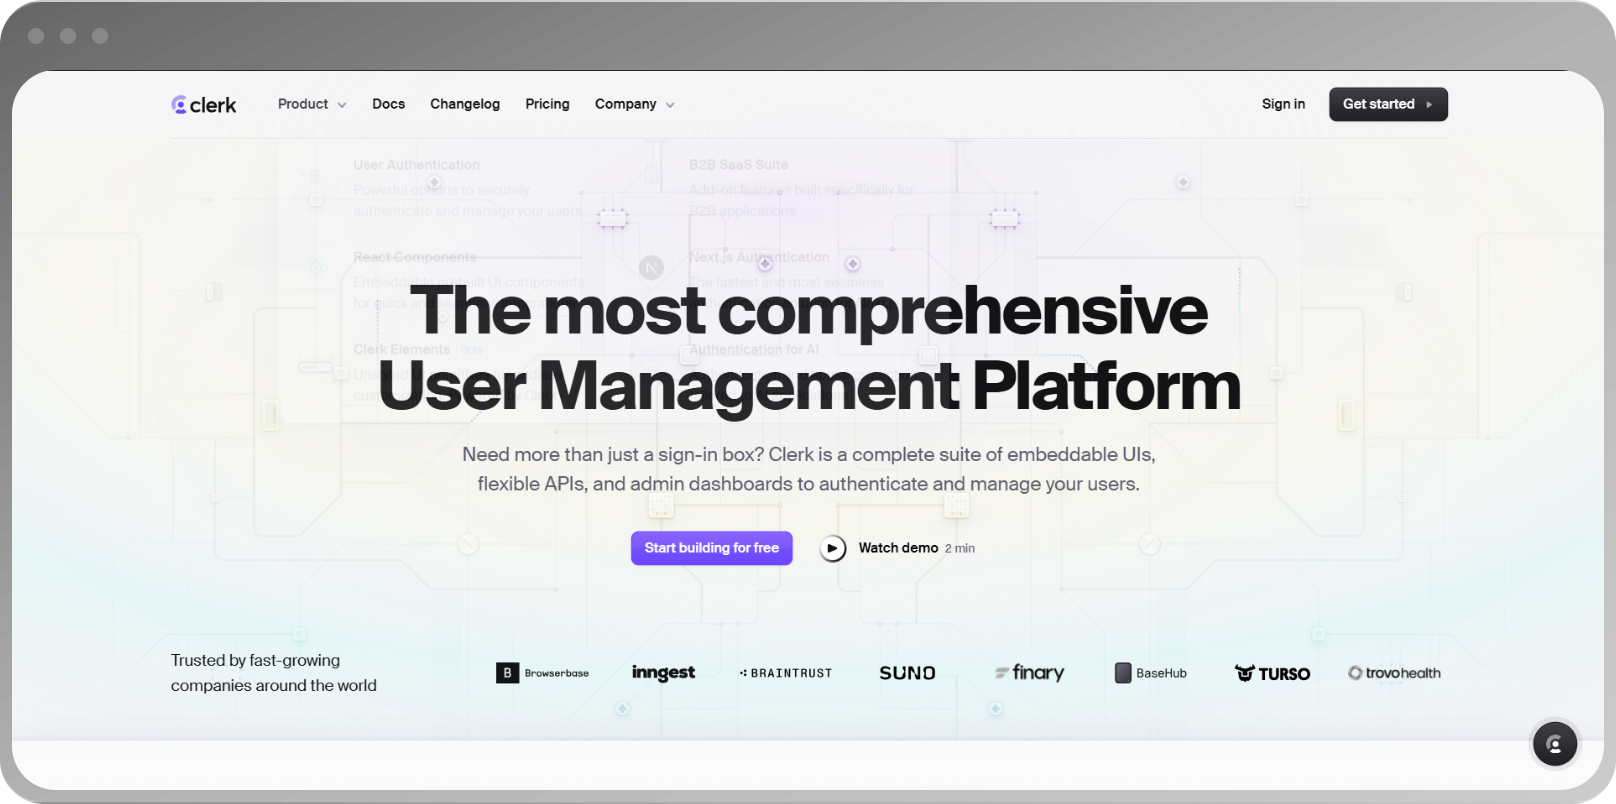 clerk
Product
Docs
Changelog
Pricing
Company
Sign in
Get started
User Authentication
Powerful options to securely
authenticate and manage your users
B2B SaaS Suite
Add-on features built specifically for
B2B applications
React Components
Embeddable prebuilt UI components
Next.js Authentication
The fastest and most seamless
Clerk Elements Beta
Authentication for AI
The most comprehensive
User Management Platform
Need more than just a sign-in box? Clerk is a complete suite of embeddable UIs,
flexible APIs, and admin dashboards to authenticate and manage your users.
Start building for free
Watch demo 2 min
Trusted by fast-growing
companies around the world
B Browserbase
inngest
BRAINTRUST
SUNO
finary
BaseHub
TURSO
trovohealth